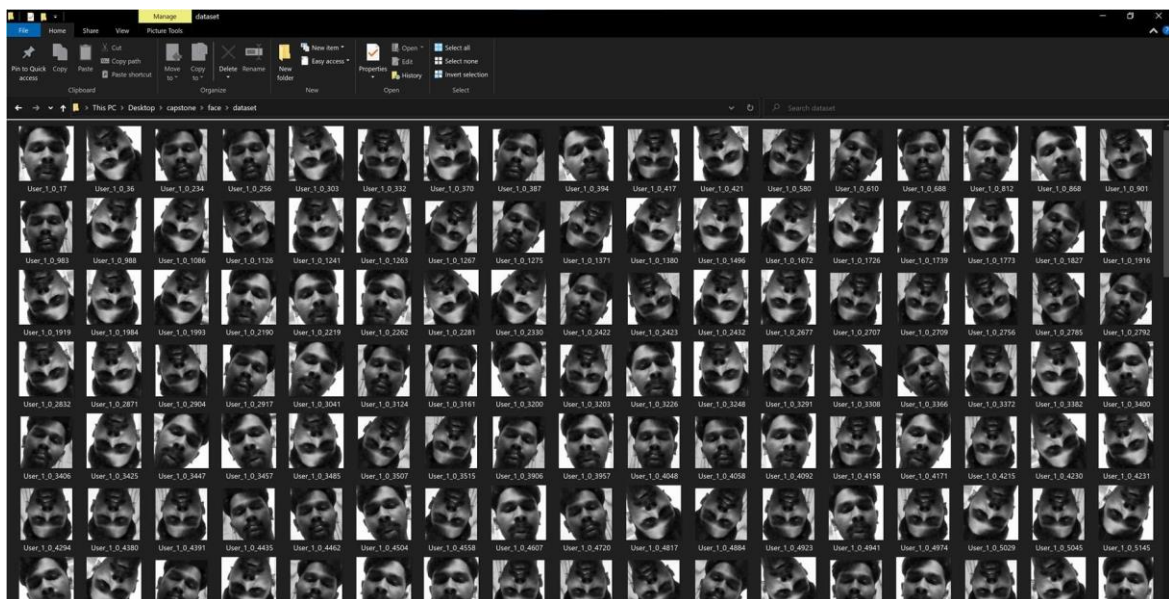 Manage dataset
File Home Share View Picture Tools
Pin to Quick access
Copy
Paste
Cut
Copy path
Paste shortcut
Clipboard
Move to
Copy to
Delete
Rename
Organize
New folder
New item
Easy access
New
Properties
Open
Edit
History
Open
Select all
Select none
Invert selection
Select
This PC > Desktop > capstone > face > dataset
Search dataset
User_1_0_17 User_1_0_36 User_1_0_234 User_1_0_256 User_1_0_303 User_1_0_332 User_1_0_370 User_1_0_387 User_1_0_394 User_1_0_417 User_1_0_421 User_1_0_580 User_1_0_610 User_1_0_688 User_1_0_812 User_1_0_868 User_1_0_901
User_1_0_983 User_1_0_988 User_1_0_1086 User_1_0_1126 User_1_0_1241 User_1_0_1263 User_1_0_1267 User_1_0_1275 User_1_0_1371 User_1_0_1380 User_1_0_1496 User_1_0_1672 User_1_0_1726 User_1_0_1739 User_1_0_1773 User_1_0_1827 User_1_0_1916
User_1_0_1919 User_1_0_1984 User_1_0_1993 User_1_0_2190 User_1_0_2219 User_1_0_2262 User_1_0_2281 User_1_0_2330 User_1_0_2422 User_1_0_2423 User_1_0_2432 User_1_0_2677 User_1_0_2707 User_1_0_2709 User_1_0_2756 User_1_0_2785 User_1_0_2792
User_1_0_2832 User_1_0_2871 User_1_0_2904 User_1_0_2917 User_1_0_3041 User_1_0_3124 User_1_0_3161 User_1_0_3200 User_1_0_3203 User_1_0_3226 User_1_0_3248 User_1_0_3291 User_1_0_3308 User_1_0_3366 User_1_0_3372 User_1_0_3382 User_1_0_3400
User_1_0_3406 User_1_0_3425 User_1_0_3447 User_1_0_3457 User_1_0_3485 User_1_0_3507 User_1_0_3515 User_1_0_3906 User_1_0_3957 User_1_0_4048 User_1_0_4058 User_1_0_4092 User_1_0_4158 User_1_0_4171 User_1_0_4215 User_1_0_4230 User_1_0_4231
User_1_0_4294 User_1_0_4380 User_1_0_4391 User_1_0_4435 User_1_0_4462 User_1_0_4504 User_1_0_4558 User_1_0_4607 User_1_0_4720 User_1_0_4817 User_1_0_4884 User_1_0_4923 User_1_0_4941 User_1_0_4974 User_1_0_5029 User_1_0_5045 User_1_0_5145